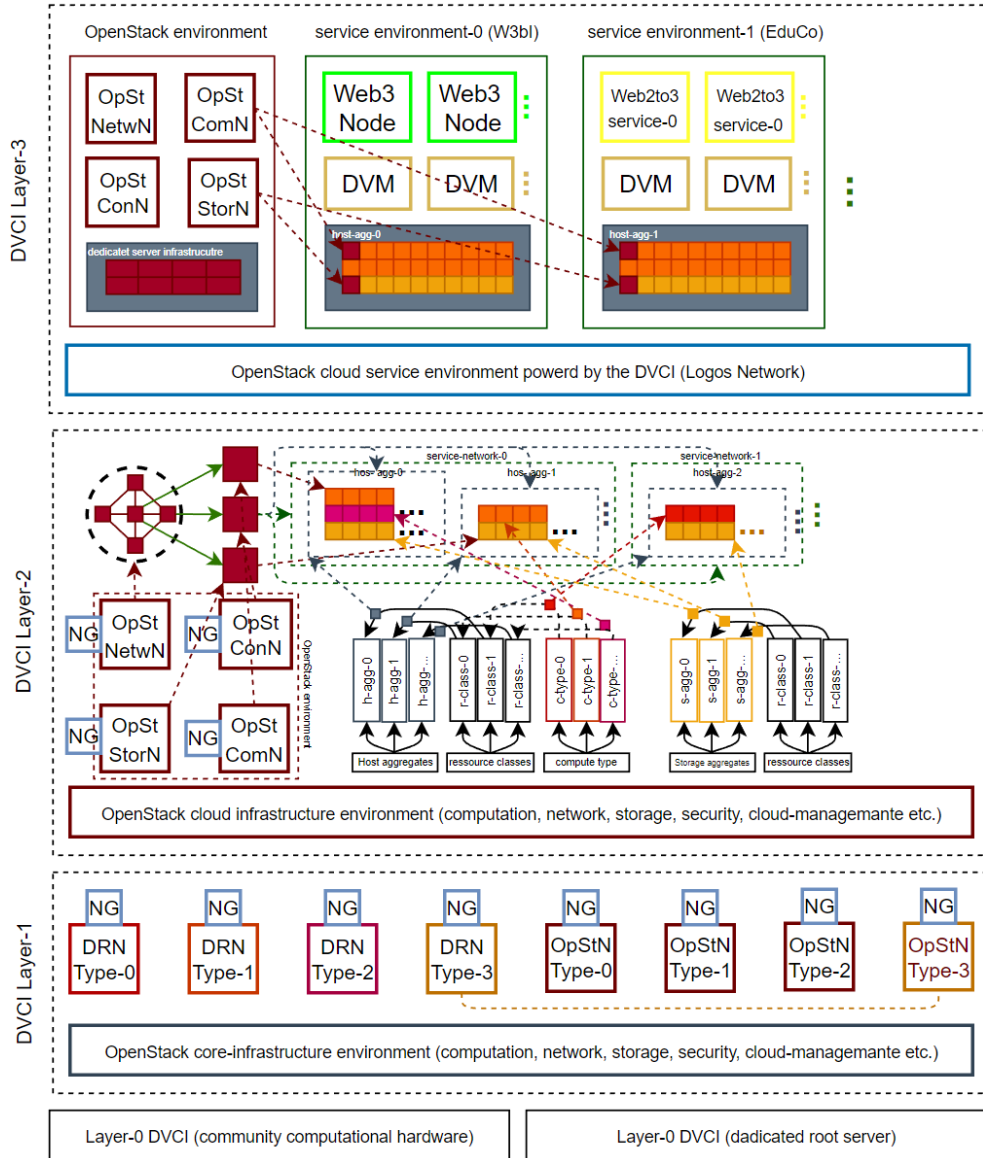 DVCI Layer-3
OpenStack environment
service environment-0 (W3bI)
service environment-1 (EduCo)
OpSt
NetwN
OpSt
ComN
OpSt
ConN
OpSt
StorN
dedicatet server infrastrucutre
Web3
Node
Web3
Node
DVM
DVM
host-agg-0
Web2to3
service-0
Web2to3
service-0
DVM
DVM
host-agg-1
OpenStack cloud service environment powerd by the DVCI (Logos Network)
DVCI Layer-2
service-network-0
service-network-1
hos- agg-0
hos- agg-1
host-agg-2
NG
OpSt
NetwN
NG
OpSt
ConN
NG
OpSt
StorN
NG
OpSt
ComN
OpenStack environment
h-agg-0
h-agg-1
h-agg-...
r-class-0
r-class-1
r-class-...
c-type-0
c-type-1
c-type-...
s-agg-0
s-agg-1
s-agg-...
r-class-0
r-class-1
r-class-...
Host aggregates
ressource classes
compute type
Storage aggregates
ressource classes
OpenStack cloud infrastructure environment (computation, network, storage, security, cloud-managemante etc.)
DVCI Layer-1
NG
DRN
Type-0
NG
DRN
Type-1
NG
DRN
Type-2
NG
DRN
Type-3
NG
OpStN
Type-0
NG
OpStN
Type-1
NG
OpStN
Type-2
NG
OpStN
Type-3
OpenStack core-infrastructure environment (computation, network, storage, security, cloud-managemante etc.)
Layer-0 DVCI (community computational hardware)
Layer-0 DVCI (dadicated root server)